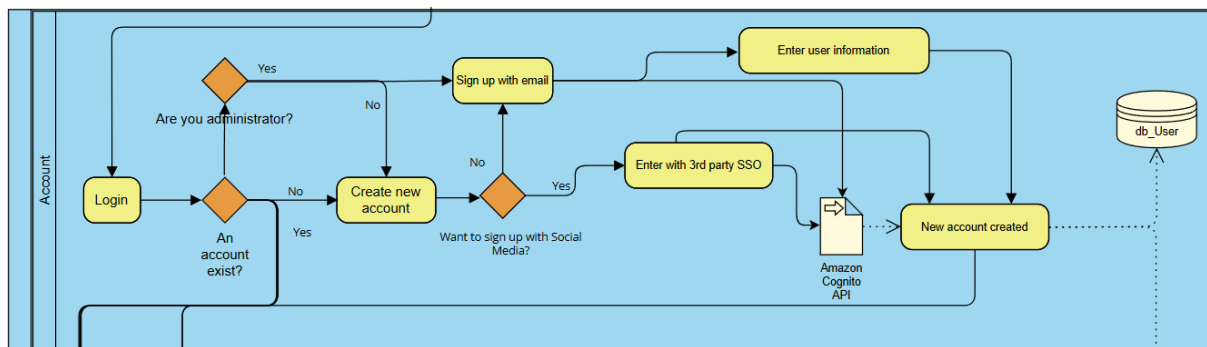 Account
Login
An
account
exist?
Are you administrator?
Yes
No
No
Yes
Create new
account
Want to sign up with Social
Media?
No
Yes
Sign up with email
Enter user information
Enter with 3rd party SSO
Amazon
Cognito
API
New account created
db_User